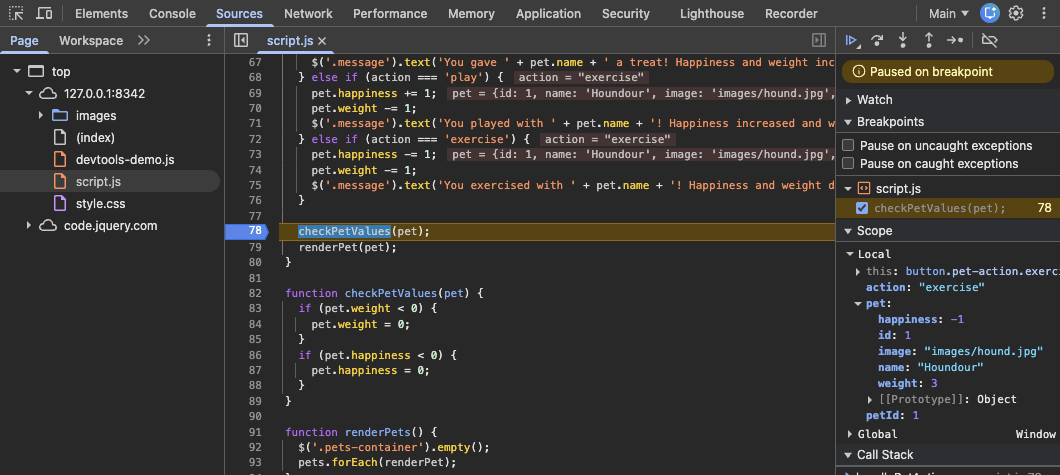 Elements Console Sources Network Performance Memory Application Security Lighthouse Recorder Main
Page Workspace
script.js
top
127.0.0.1:8342
images
(index)
devtools-demo.js
script.js
style.css
code.jquery.com
67 $('.message').text('You gave ' + pet.name + ' a treat! Happiness and weight inc
68 } else if (action === 'play') { action = "exercise"
69 pet.happiness += 1; pet = {id: 1, name: 'Houndour', image: 'images/hound.jpg',
70 pet.weight -= 1;
71 $('.message').text('You played with ' + pet.name + '! Happiness increased and w
72 } else if (action === 'exercise') { action = "exercise"
73 pet.happiness -= 1; pet = {id: 1, name: 'Houndour', image: 'images/hound.jpg',
74 pet.weight -= 1;
75 $('.message').text('You exercised with ' + pet.name + '! Happiness and weight d
76 }
77
78 checkPetValues(pet);
79 renderPet(pet);
80 }
81
82 function checkPetValues(pet) {
83 if (pet.weight < 0) {
84 pet.weight = 0;
85 }
86 if (pet.happiness < 0) {
87 pet.happiness = 0;
88 }
89 }
90
91 function renderPets() {
92 $('.pets-container').empty();
93 pets.forEach(renderPet);
Paused on breakpoint
Watch
Breakpoints
Pause on uncaught exceptions
Pause on caught exceptions
script.js
checkPetValues(pet); 78
Scope
Local
this: button.pet-action.exerci
action: "exercise"
pet:
happiness: -1
id: 1
image: "images/hound.jpg"
name: "Houndour"
weight: 3
[[Prototype]]: Object
petId: 1
Global Window
Call Stack